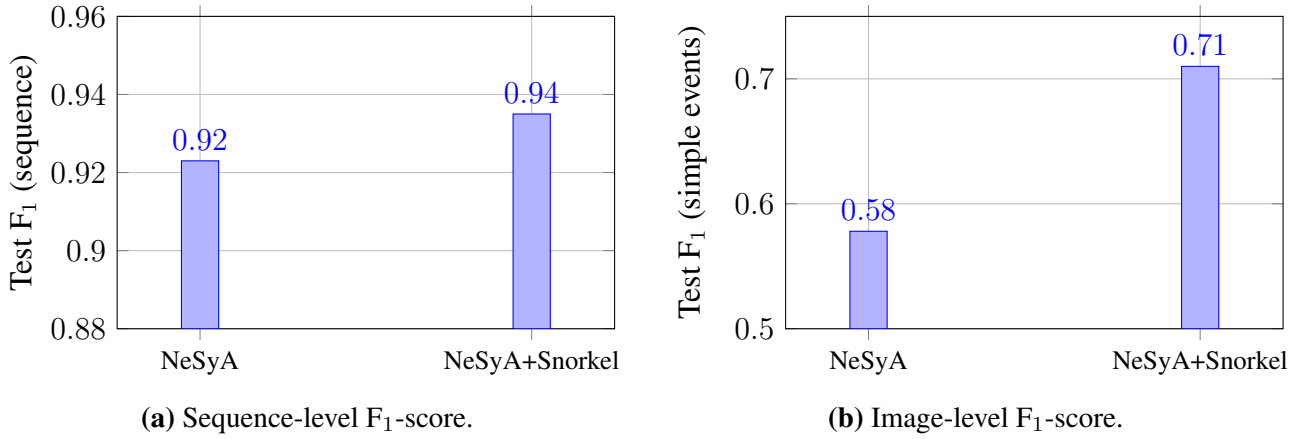 0.96
0.94
0.92
0.9
0.88
Test F₁ (sequence)
0.92
0.94
NeSyA
NeSyA+Snorkel
(a) Sequence-level F₁-score.
0.7
0.6
0.5
Test F₁ (simple events)
0.58
0.71
NeSyA
NeSyA+Snorkel
(b) Image-level F₁-score.